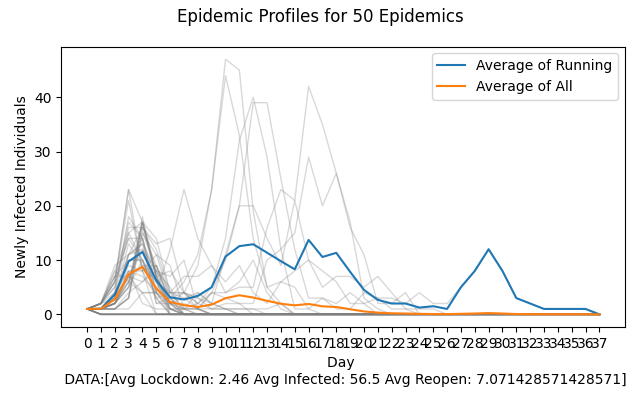 Epidemic Profiles for 50 Epidemics
Average of Running
Average of All
Newly Infected Individuals
40
30
20
10
0
0 1 2 3 4 5 6 7 8 9 10 11 12 13 14 15 16 17 18 19 20 21 22 23 24 25 26 27 28 29 30 31 32 33 34 35 36 37
Day
DATA:[Avg Lockdown: 2.46 Avg Infected: 56.5 Avg Reopen: 7.071428571428571]